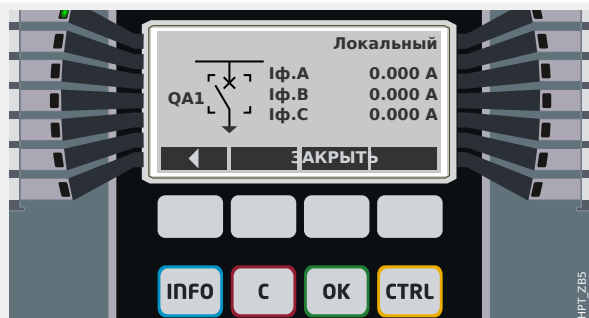 Локальный
Iф.A 0.000 A
QA1 Iф.B 0.000 A
Iф.C 0.000 A
ЗАКРЫТЬ
INFO C OK CTRL
HPT_ZB5